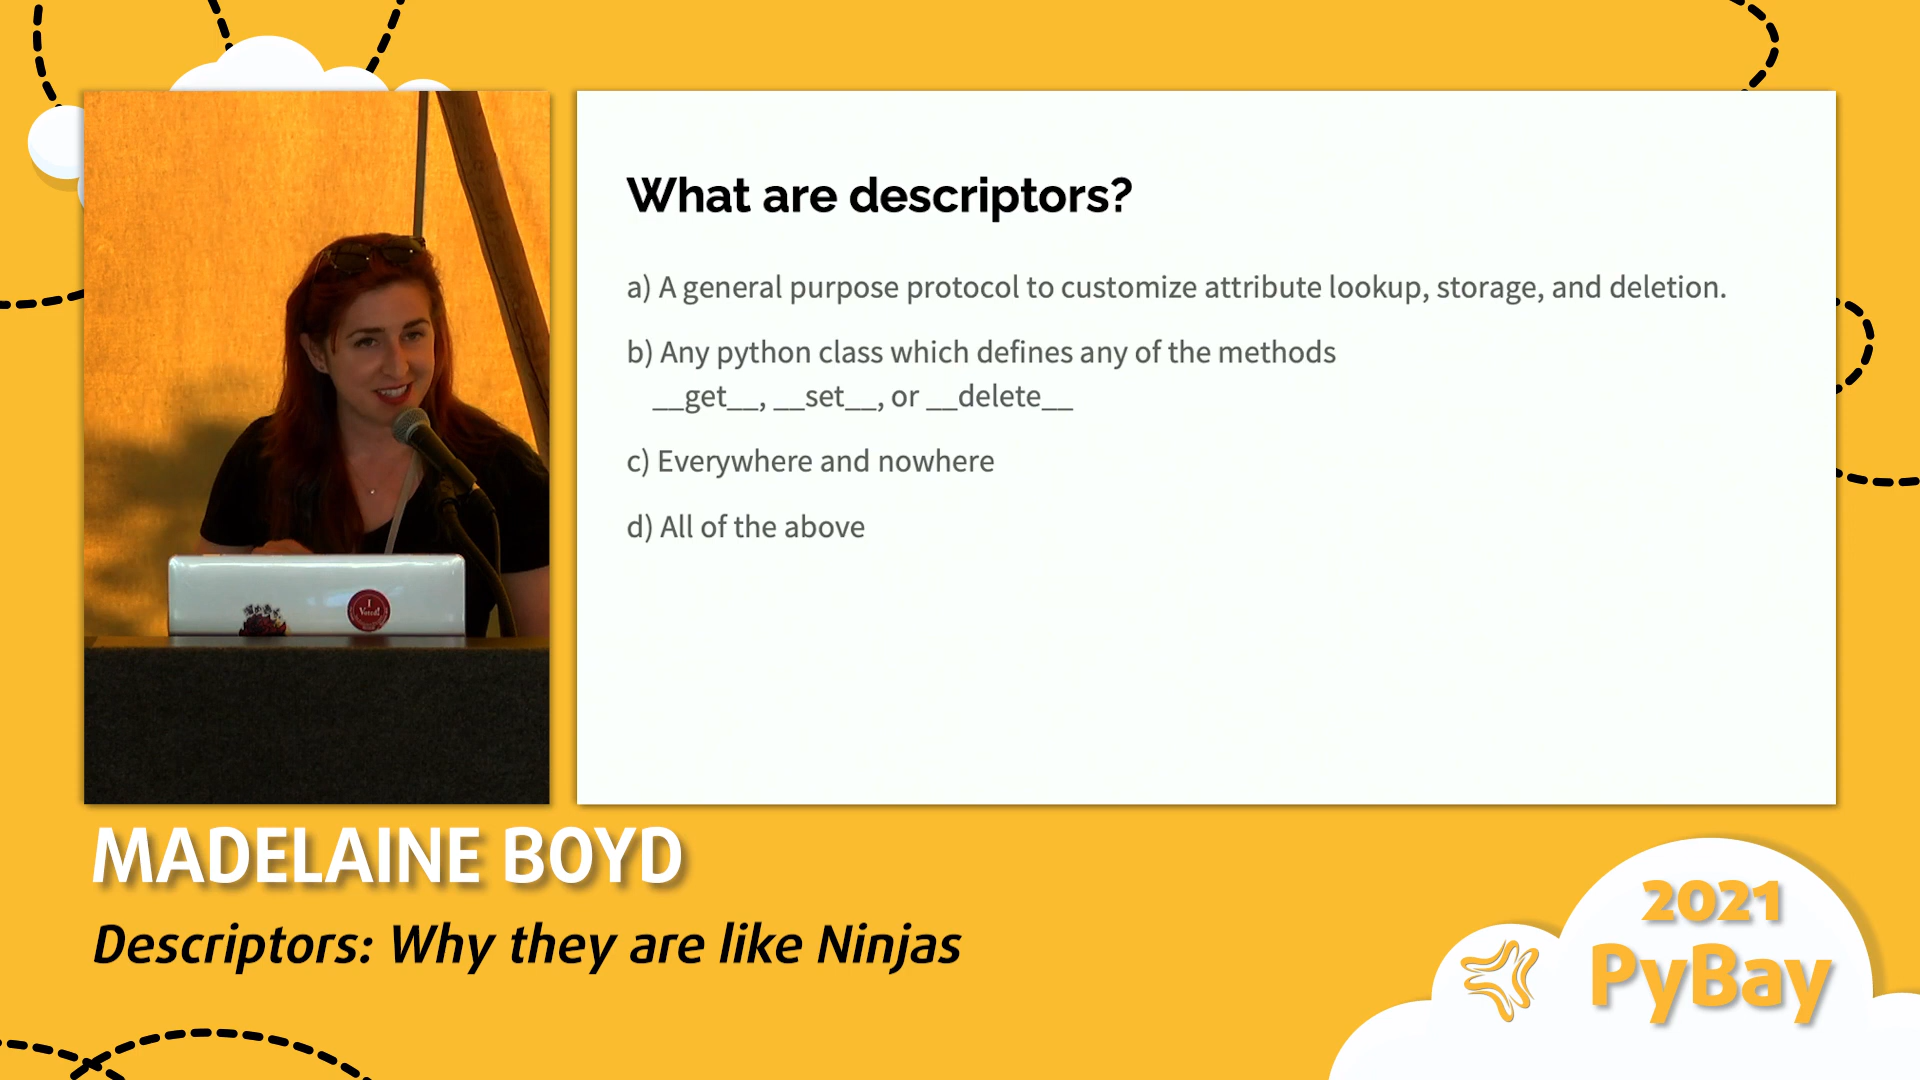 What are descriptors?
a) A general purpose protocol to customize attribute lookup, storage, and deletion.
b) Any python class which defines any of the methods
__get__, __set__, or __delete__
c) Everywhere and nowhere
d) All of the above
I
Voted!
MADELAINE BOYD
Descriptors: Why they are like Ninjas
2021
PyBay